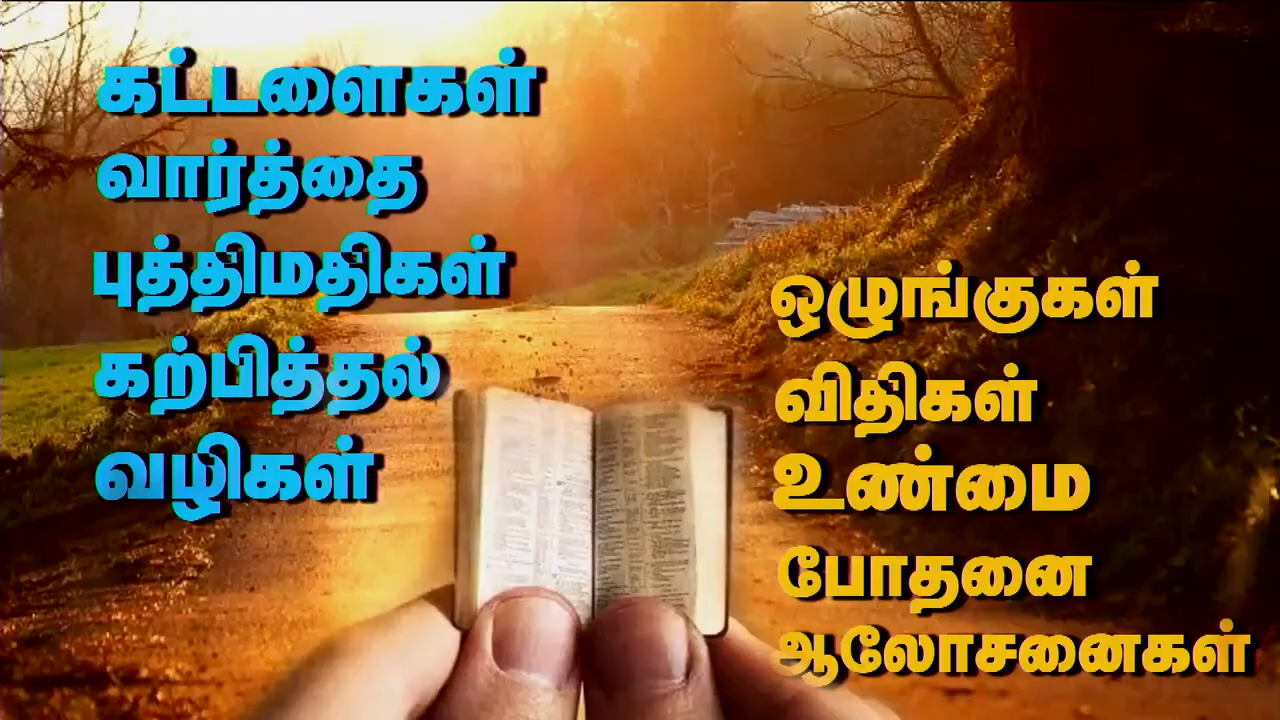 கட்டளைகள்
வார்த்தை
புத்திமதிகள்
கற்பித்தல்
வழிகள்
ஒழுங்குகள்
விதிகள்
உண்மை
போதனை
ஆலோசனைகள்